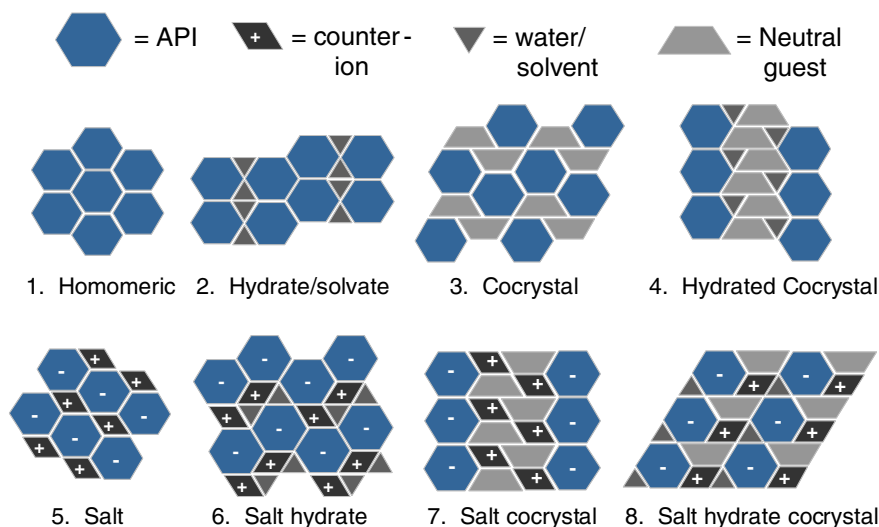 = API
+ = counter-
ion
= water/
solvent
= Neutral
guest
1. Homomeric
2. Hydrate/solvate
3. Cocrystal
4. Hydrated Cocrystal
- + - + - + - + - + -
- - + + - + - + - - + + + +
- + + - - + + - - + + -
- + - + - + - + - + - +
5. Salt
6. Salt hydrate
7. Salt cocrystal
8. Salt hydrate cocrystal